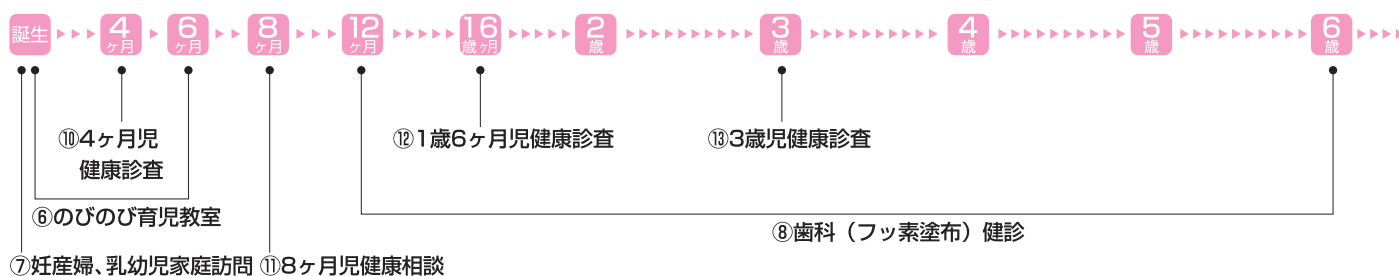 誕生 4ヶ月 6ヶ月 8ヶ月 12ヶ月 16歳ヶ月 2歳 3歳 4歳 5歳 6歳
⑩4ヶ月児
健康診査
⑫1歳6ヶ月児健康診査
⑬3歳児健康診査
⑥のびのび育児教室
⑧歯科（フッ素塗布）健診
⑦妊産婦、乳幼児家庭訪問
⑪8ヶ月児健康相談